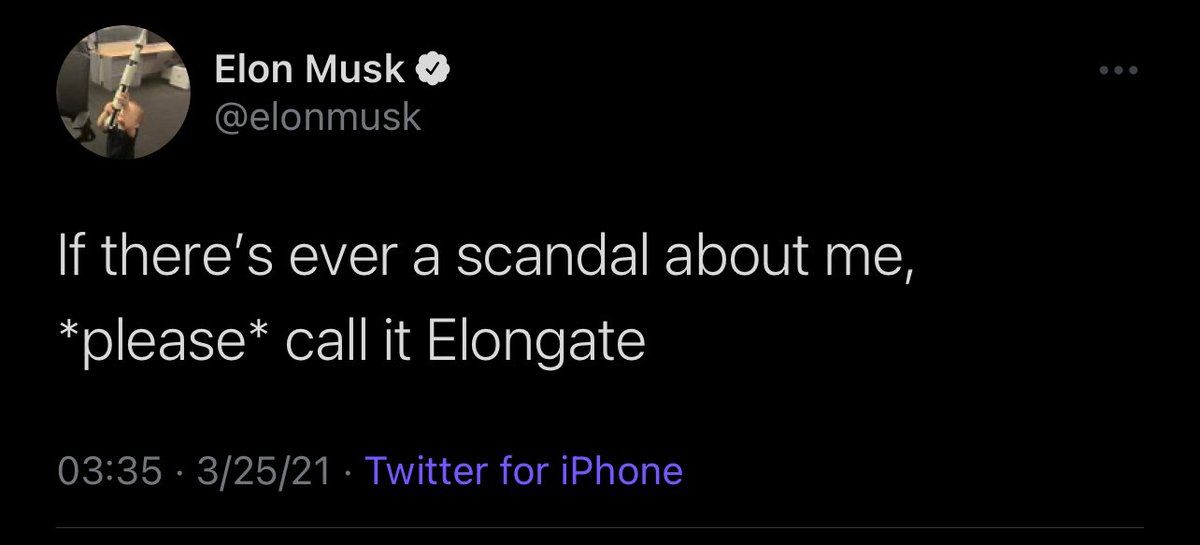 Elon Musk
@elonmusk
If there’s ever a scandal about me,
*please* call it Elongate
03:35 · 3/25/21 · Twitter for iPhone